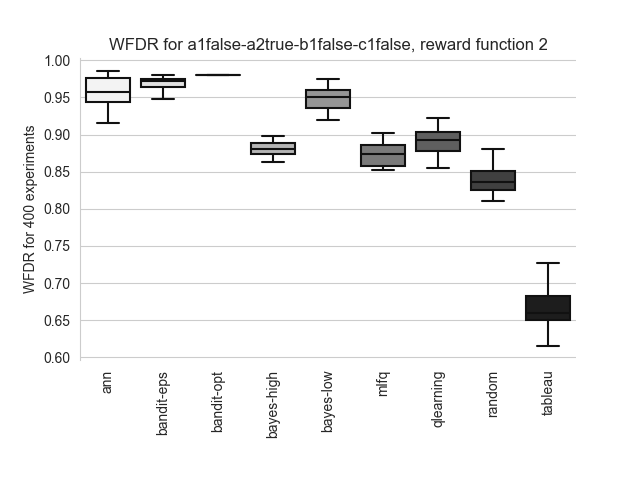 WFDR for a1false-a2true-b1false-c1false, reward function 2
WFDR for 400 experiments
1.00
0.95
0.90
0.85
0.80
0.75
0.70
0.65
0.60
ann
bandit-eps
bandit-opt
bayes-high
bayes-low
mlfq
qlearning
random
tableau